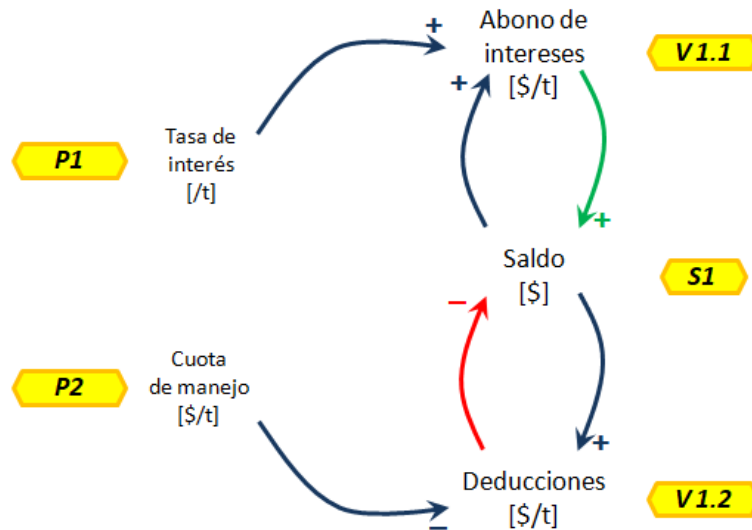 Abono de
intereses
[$/t]
V 1.1
+
+
Tasa de
interés
[/t]
P1
+
Saldo
[$]
S1
–
Cuota
de manejo
[$/t]
P2
+
Deducciones
[$/t]
V 1.2
–